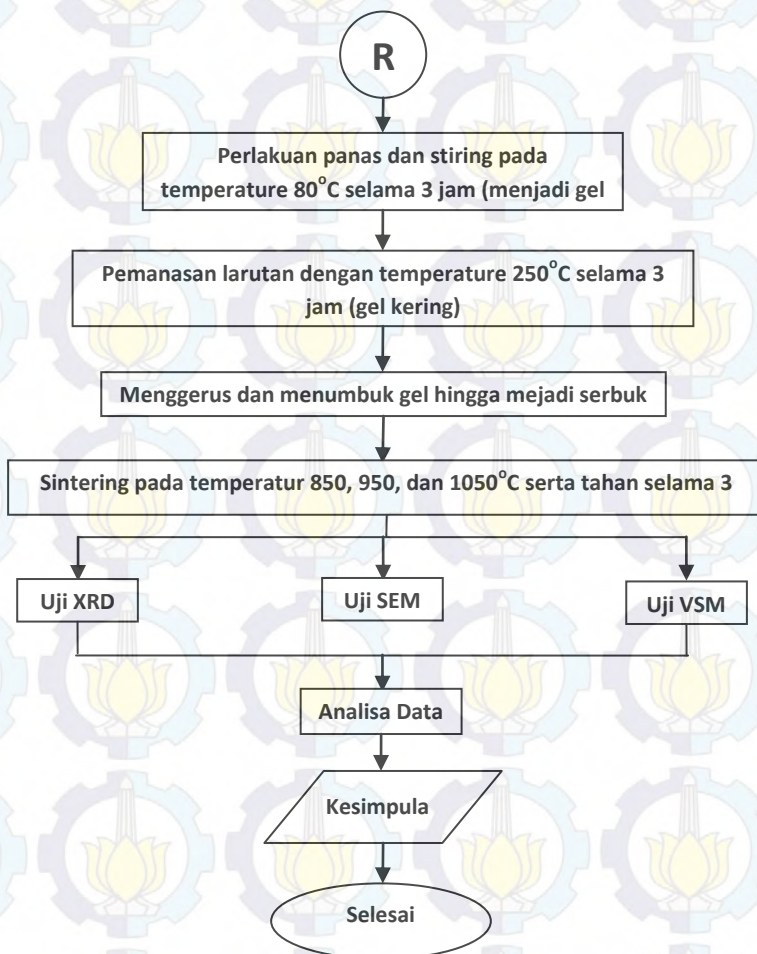 R
Perlakuan panas dan stiring pada
temperature 80°C selama 3 jam (menjadi gel
Pemanasan larutan dengan temperature 250°C selama 3
jam (gel kering)
Menggerus dan menumbuk gel hingga mejadi serbuk
Sintering pada temperatur 850, 950, dan 1050°C serta tahan selama 3
Uji XRD
Uji SEM
Uji VSM
Analisa Data
Kesimpula
Selesai